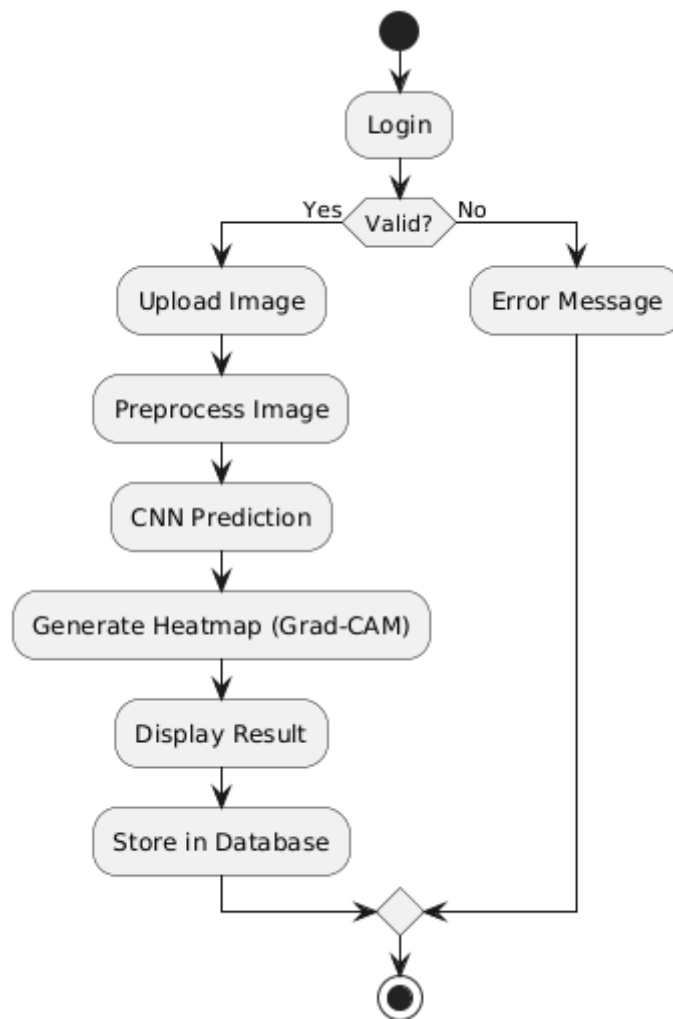 Login
Yes
Valid?
No
Upload Image
Error Message
Preprocess Image
CNN Prediction
Generate Heatmap (Grad-CAM)
Display Result
Store in Database